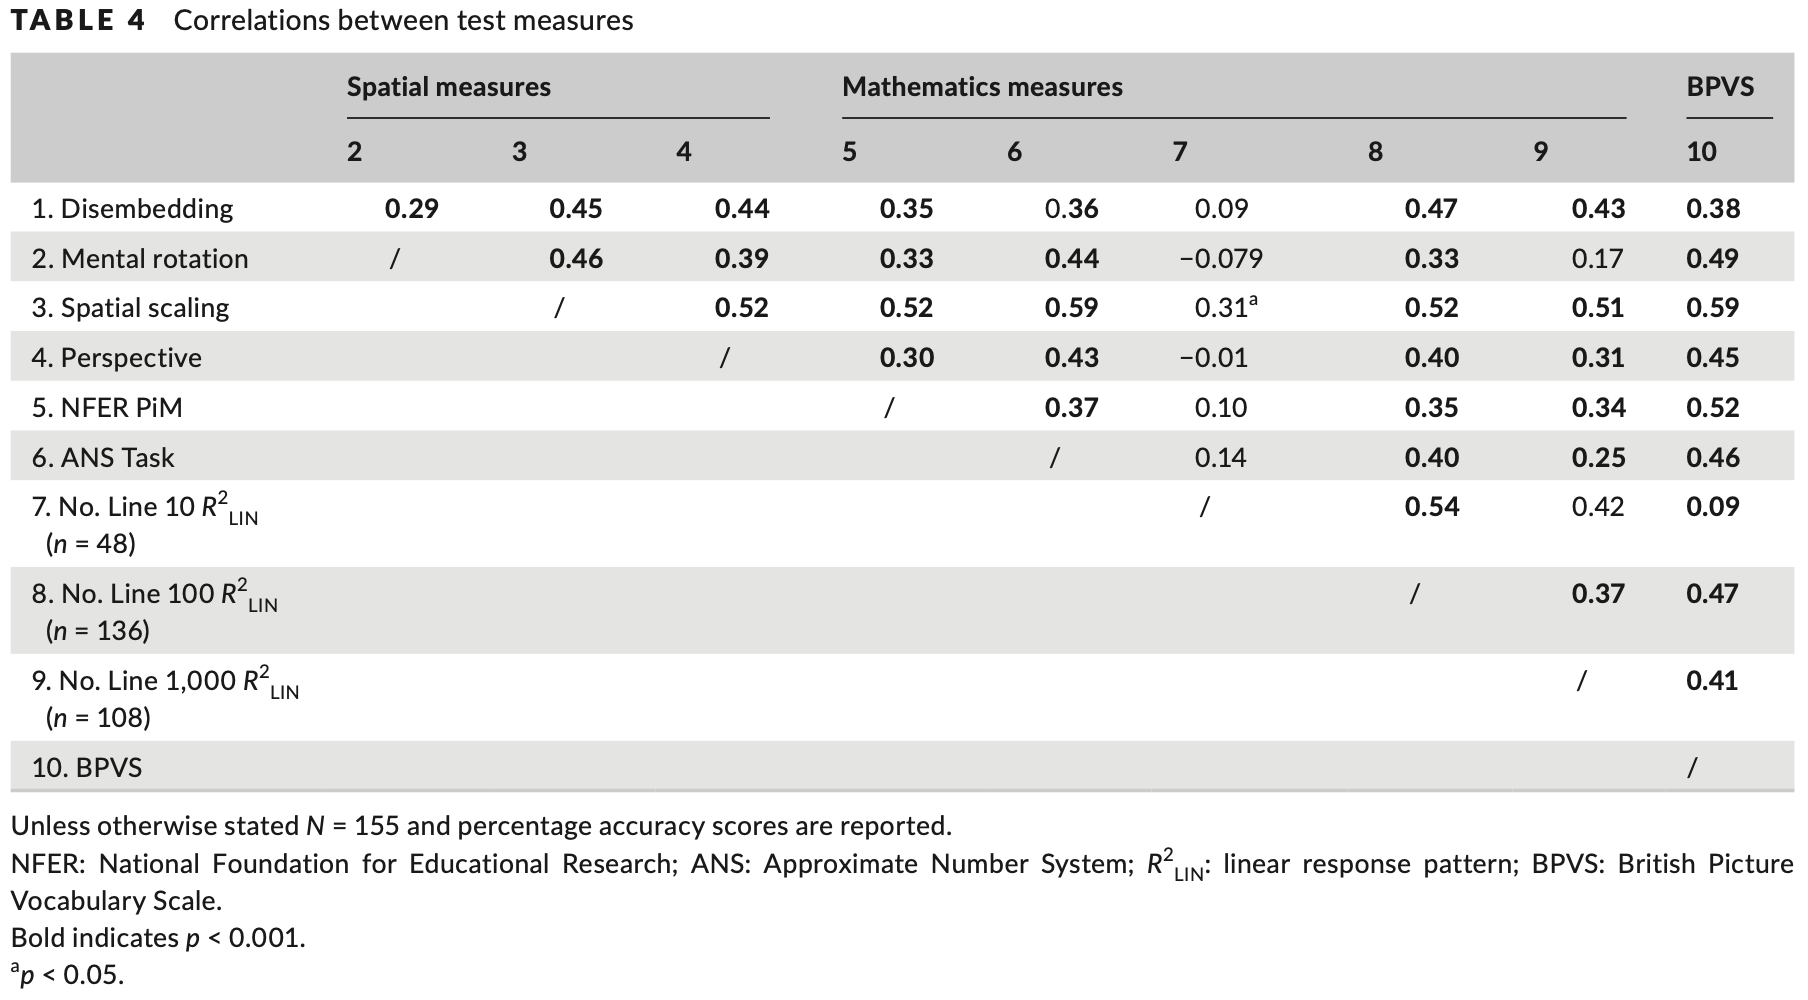 TABLE 4 Correlations between test measures
Spatial measures Mathematics measures BPVS
2 3 4 5 6 7 8 9 10
1. Disembedding 0.29 0.45 0.44 0.35 0.36 0.09 0.47 0.43 0.38
2. Mental rotation / 0.46 0.39 0.33 0.44 −0.079 0.33 0.17 0.49
3. Spatial scaling / 0.52 0.52 0.59 0.31ᵃ 0.52 0.51 0.59
4. Perspective / 0.30 0.43 −0.01 0.40 0.31 0.45
5. NFER PiM / 0.37 0.10 0.35 0.34 0.52
6. ANS Task / 0.14 0.40 0.25 0.46
7. No. Line 10 R²LIN / 0.54 0.42 0.09
(n = 48)
8. No. Line 100 R²LIN / 0.37 0.47
(n = 136)
9. No. Line 1,000 R²LIN / 0.41
(n = 108)
10. BPVS /
Unless otherwise stated N = 155 and percentage accuracy scores are reported.
NFER: National Foundation for Educational Research; ANS: Approximate Number System; R²LIN: linear response pattern; BPVS: British Picture
Vocabulary Scale.
Bold indicates p < 0.001.
ᵃp < 0.05.